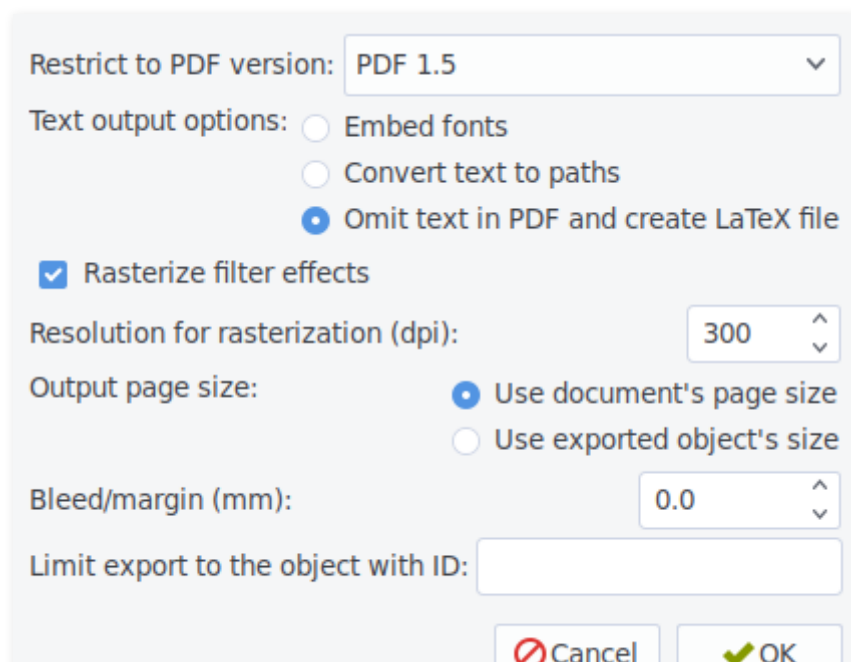 Restrict to PDF version: PDF 1.5
Text output options: Embed fonts
Convert text to paths
Omit text in PDF and create LaTeX file
Rasterize filter effects
Resolution for rasterization (dpi): 300
Output page size: Use document's page size
Use exported object's size
Bleed/margin (mm): 0.0
Limit export to the object with ID:
Cancel OK